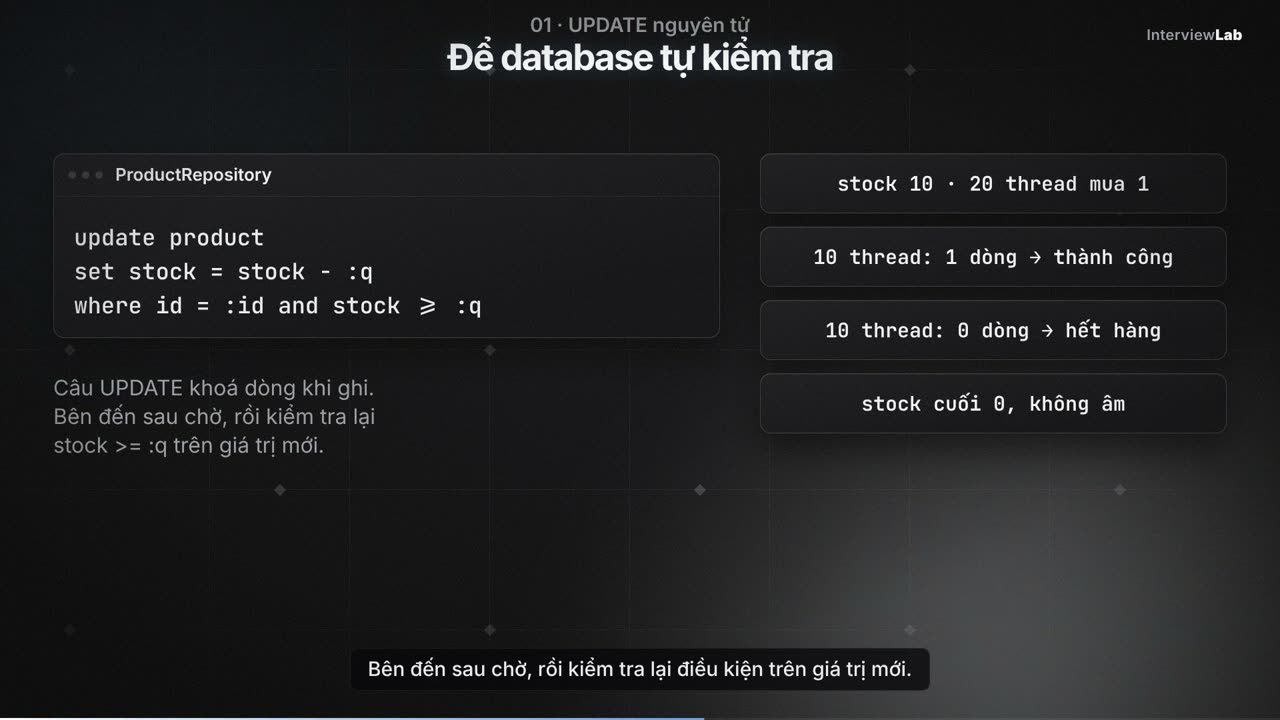 01 · UPDATE nguyên tử
Để database tự kiểm tra
InterviewLab
ProductRepository
update product
set stock = stock - :q
where id = :id and stock >= :q
Câu UPDATE khoá dòng khi ghi.
Bên đến sau chờ, rồi kiểm tra lại
stock >= :q trên giá trị mới.
stock 10 · 20 thread mua 1
10 thread: 1 dòng → thành công
10 thread: 0 dòng → hết hàng
stock cuối 0, không âm
Bên đến sau chờ, rồi kiểm tra lại điều kiện trên giá trị mới.